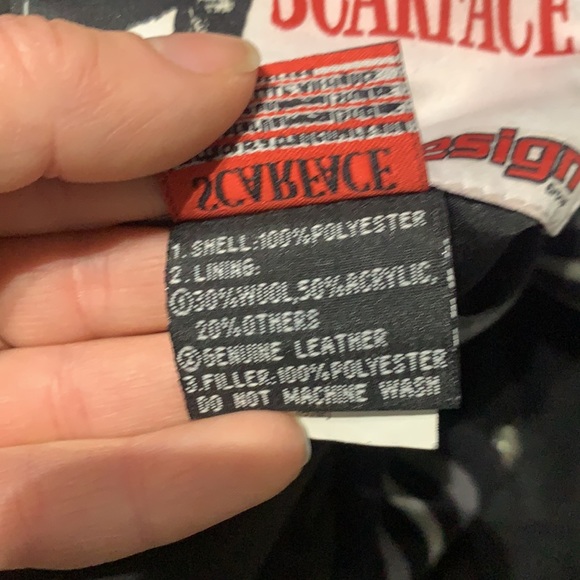 SCARFACE
esign
SCARFACE
1. SHELL:100%POLYESTER
2. LINING:
①30%WOOL,50%ACRYLIC,
20%OTHERS
②GENUINE LEATHER
3.FILLER:100%POLYESTER
DO NOT MACHINE WASH